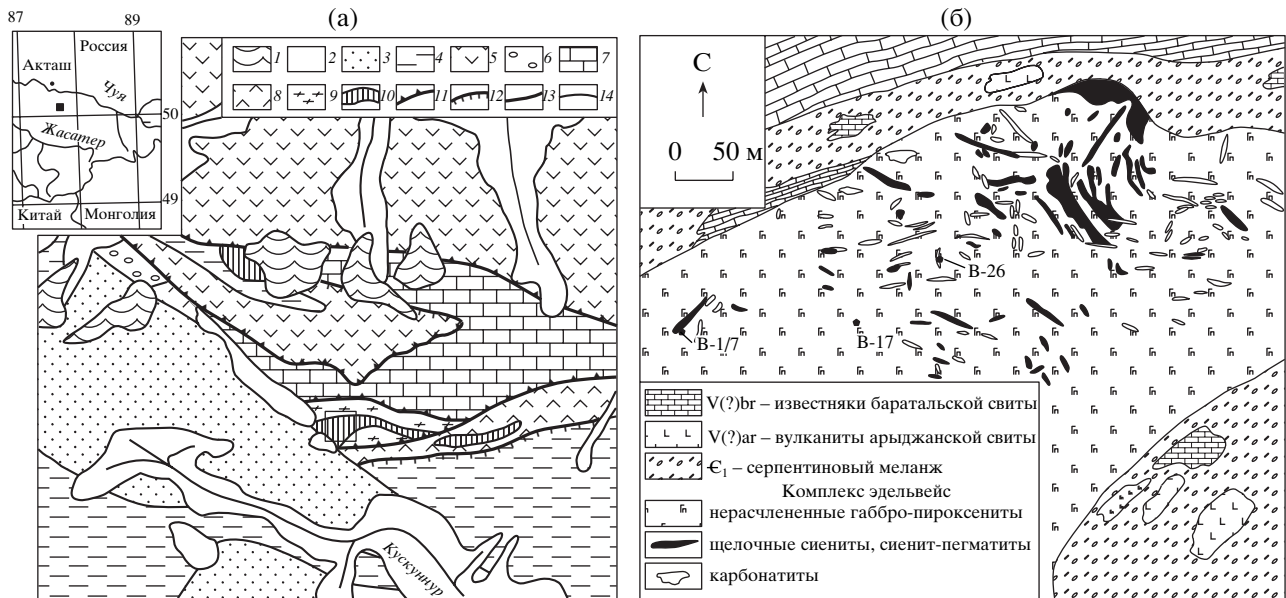 (а)
87 89
Россия
Акташ
Чуя
50
Жасатер
49
Китай Монголия
1 2 3 4 5 6 7
8 9 10 11 12 13 14
Кускуннур
(б)
С
0 50 м
В-26
В-1/7
В-17
V(?)br – известняки баратальской свиты
V(?)ar – вулканиты арыджанской свиты
Є1 – серпентиновый меланж
Комплекс эдельвейс
нерасчлененные габбро-пироксениты
щелочные сиениты, сиенит-пегматиты
карбонатиты